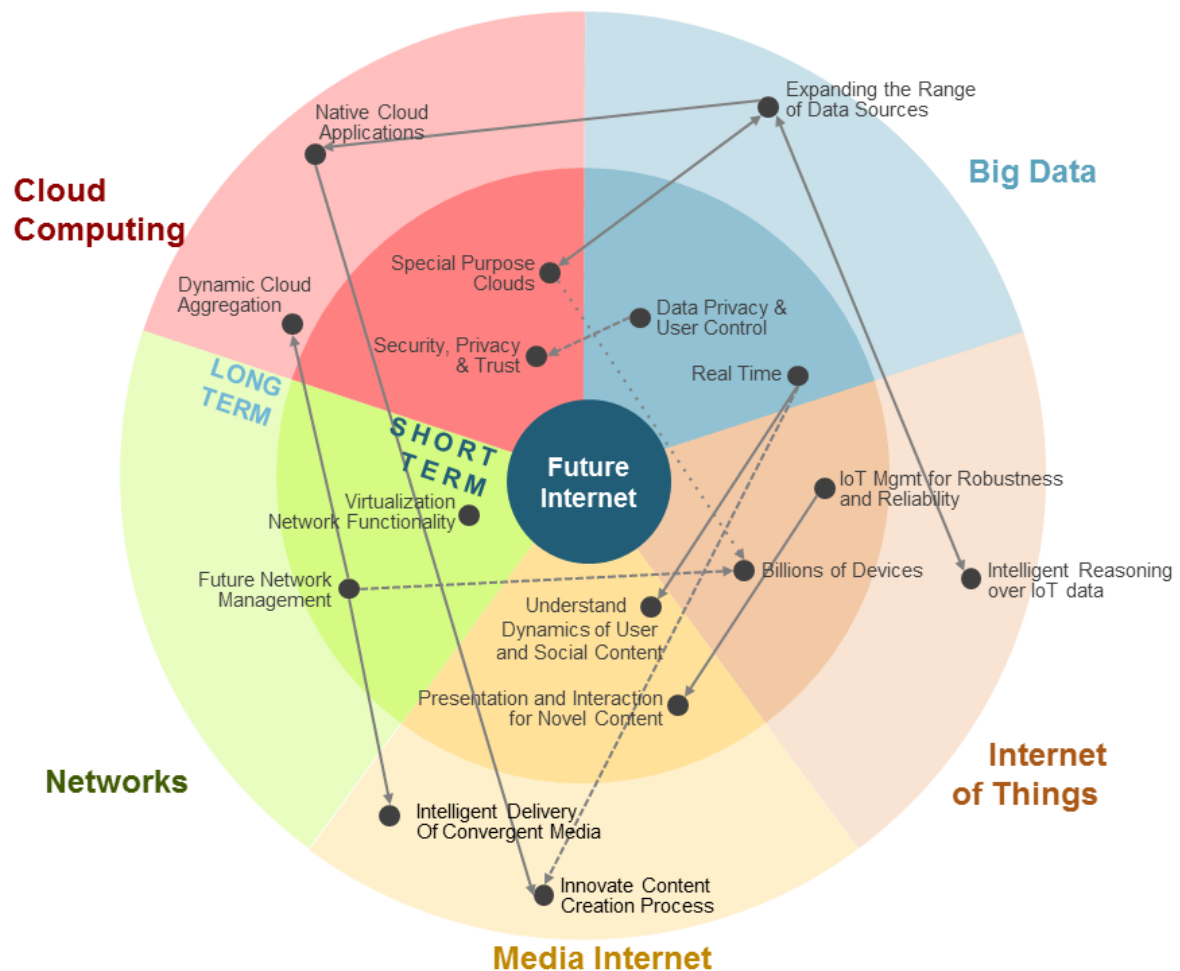 Expanding the Range
of Data Sources
Native Cloud
Applications
Big Data
Cloud
Computing
Special Purpose
Clouds
Dynamic Cloud
Aggregation
Data Privacy &
User Control
Security, Privacy
& Trust
Real Time
LONG
TERM
SHORT
TERM
Future
Internet
IoT Mgmt for Robustness
and Reliability
Virtualization
Network Functionality
Future Network
Management
Billions of Devices
Intelligent Reasoning
over IoT data
Understand
Dynamics of User
and Social Content
Presentation and Interaction
for Novel Content
Networks
Internet
of Things
Intelligent Delivery
Of Convergent Media
Innovate Content
Creation Process
Media Internet